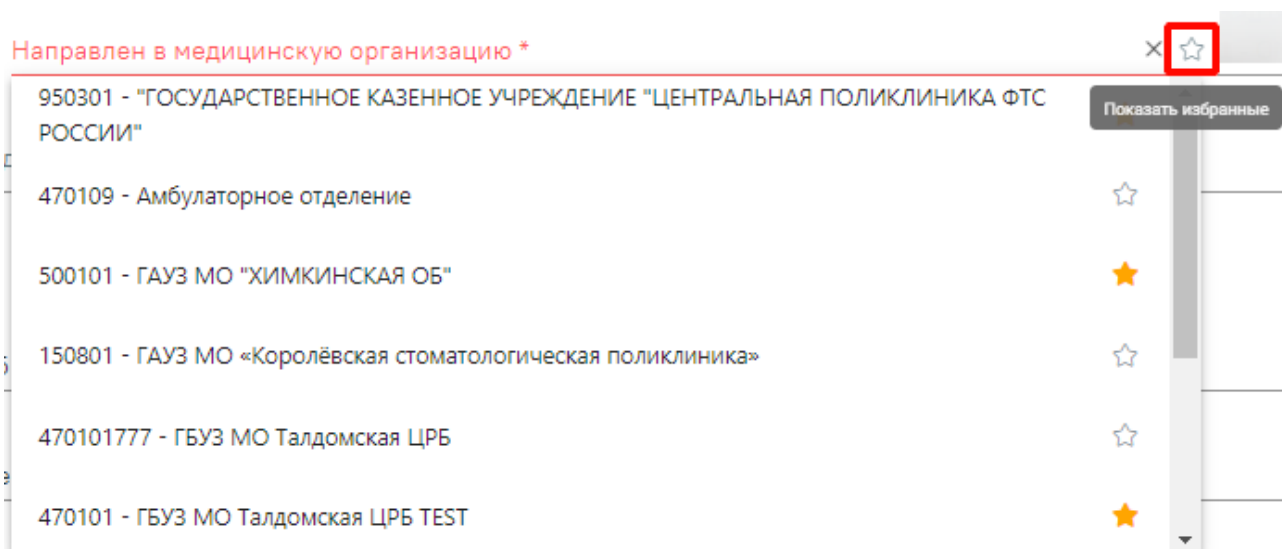 Направлен в медицинскую организацию *
950301 - "ГОСУДАРСТВЕННОЕ КАЗЕННОЕ УЧРЕЖДЕНИЕ "ЦЕНТРАЛЬНАЯ ПОЛИКЛИНИКА ФТС
РОССИИ"
Показать избранные
470109 - Амбулаторное отделение
500101 - ГАУЗ МО "ХИМКИНСКАЯ ОБ"
150801 - ГАУЗ МО «Королёвская стоматологическая поликлиника»
470101777 - ГБУЗ МО Талдомская ЦРБ
470101 - ГБУЗ МО Талдомская ЦРБ TEST